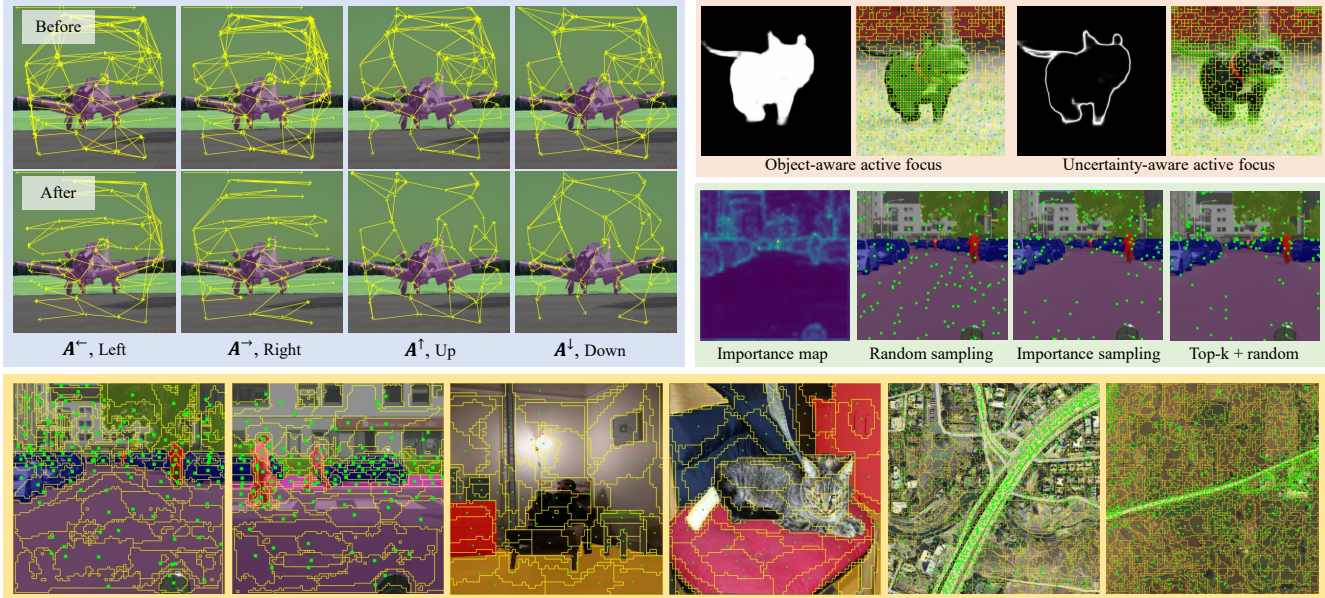 Before
After
A←, Left
A→, Right
A↑, Up
A↓, Down
Object-aware active focus
Uncertainty-aware active focus
Importance map
Random sampling
Importance sampling
Top-k + random